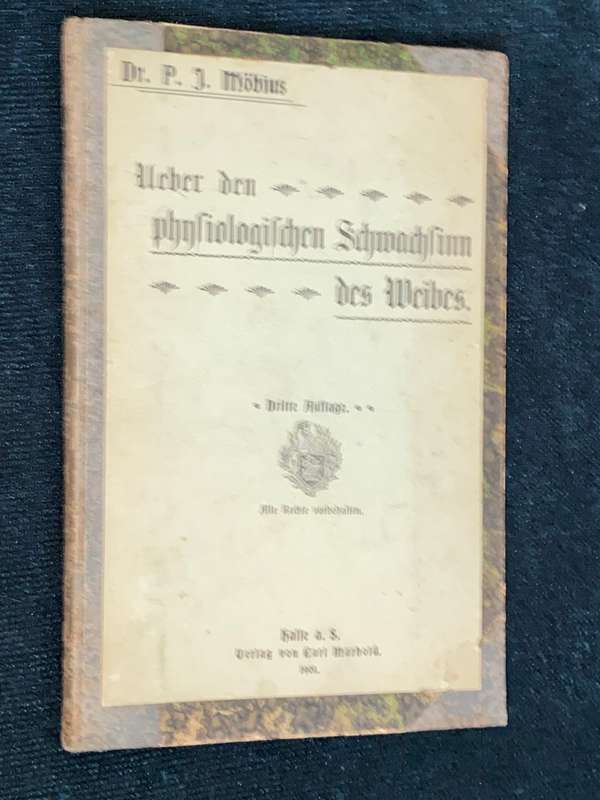 Dr. P. J. Möbius
Ueber den
physiologischen Schwachsinn
des Weibes.
Dritte Auflage.
Alle Rechte vorbehalten.
Halle a. S.
Verlag von Carl Marhold.
1901.